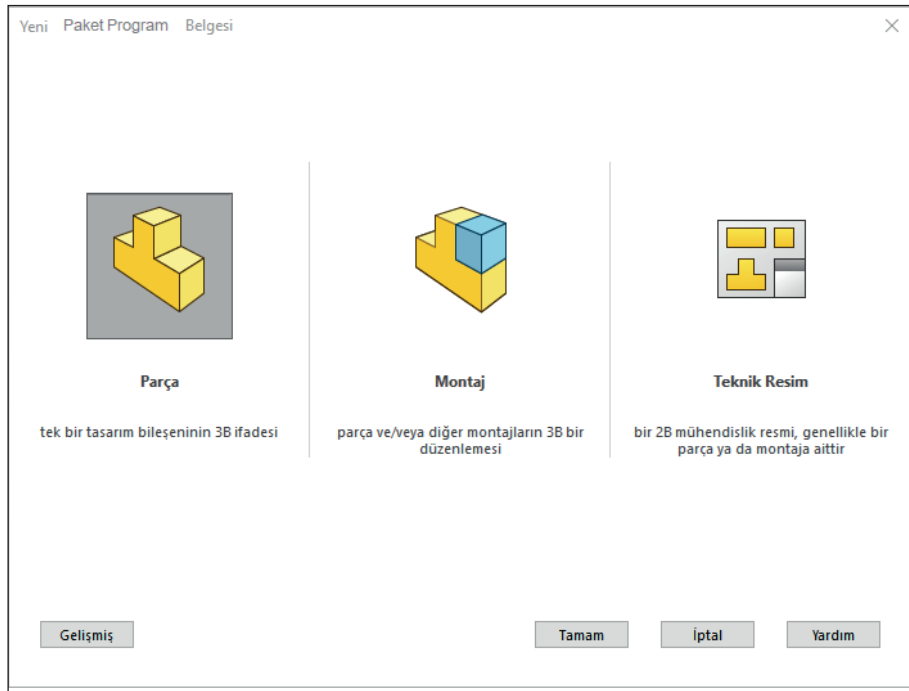 Yeni Paket Program Belgesi
Parça
tek bir tasarım bileşeninin 3B ifadesi
Montaj
parça ve/veya diğer montajların 3B bir
düzenlemesi
Teknik Resim
bir 2B mühendislik resmi, genellikle bir
parça ya da montaja aittir
Gelişmiş
Tamam
İptal
Yardım